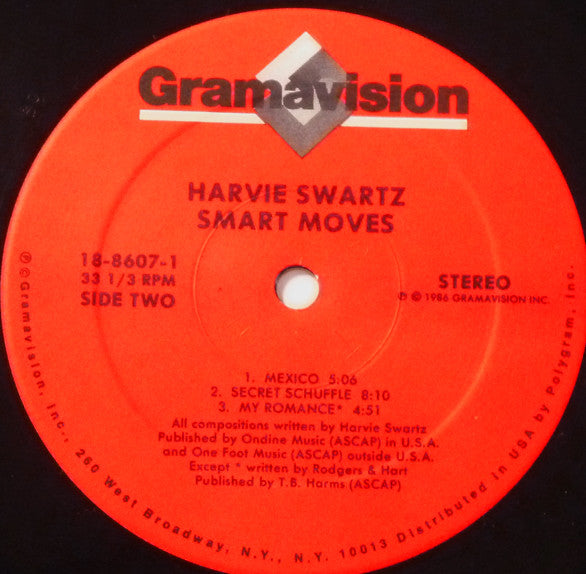 Gramavision
HARVIE SWARTZ
SMART MOVES
18-8607-1
33 1/3 RPM
SIDE TWO
STEREO
℗ © 1986 GRAMAVISION INC.
1. MEXICO 5:06
2. SECRET SCHUFFLE 8:10
3. MY ROMANCE* 4:51
All compositions written by Harvie Swartz
Published by Ondine Music (ASCAP) in U.S.A.
and One Foot Music (ASCAP) outside U.S.A.
Except * written by Rodgers & Hart
Published by T.B. Harms (ASCAP)
℗ © Gramavision, Inc., 260 West Broadway, N.Y., N.Y. 10013 Distributed in USA by Polygram, Inc.